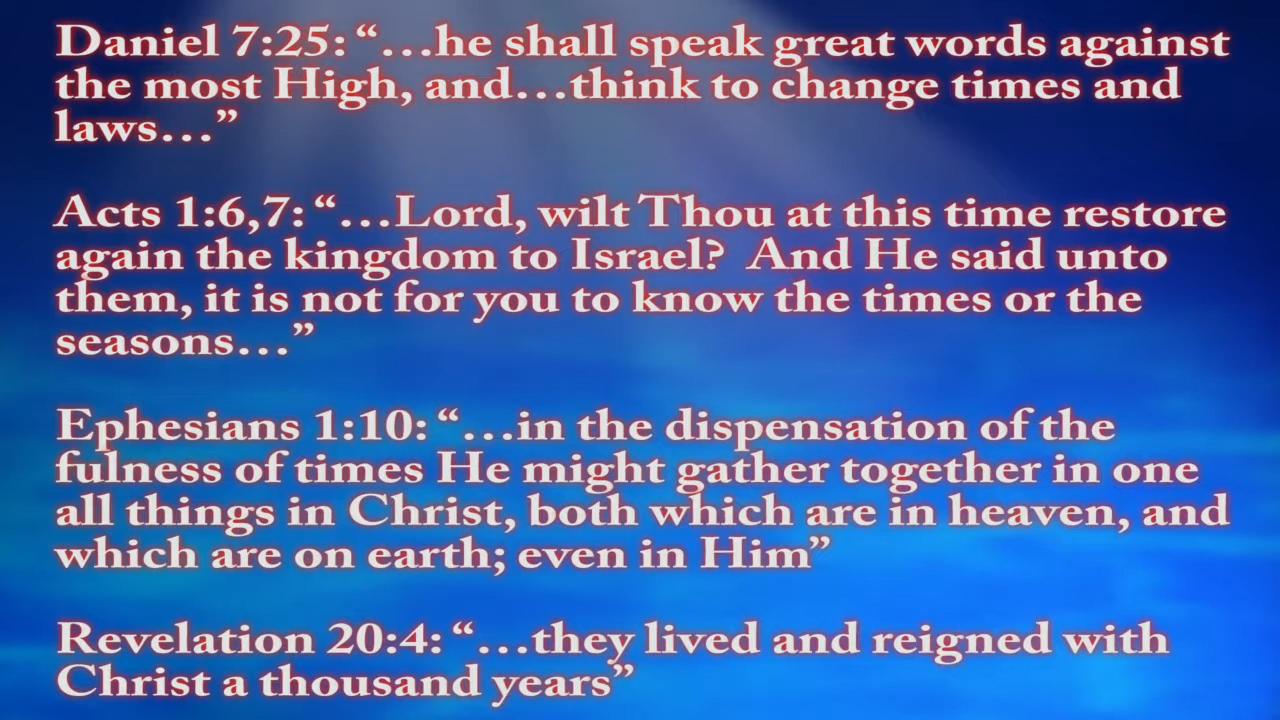 Daniel 7:25: “…he shall speak great words against
the most High, and…think to change times and
laws…”
Acts 1:6,7: “…Lord, wilt Thou at this time restore
again the kingdom to Israel?  And He said unto
them, it is not for you to know the times or the
seasons…”
Ephesians 1:10: “…in the dispensation of the
fulness of times He might gather together in one
all things in Christ, both which are in heaven, and
which are on earth; even in Him”
Revelation 20:4: “…they lived and reigned with
Christ a thousand years”